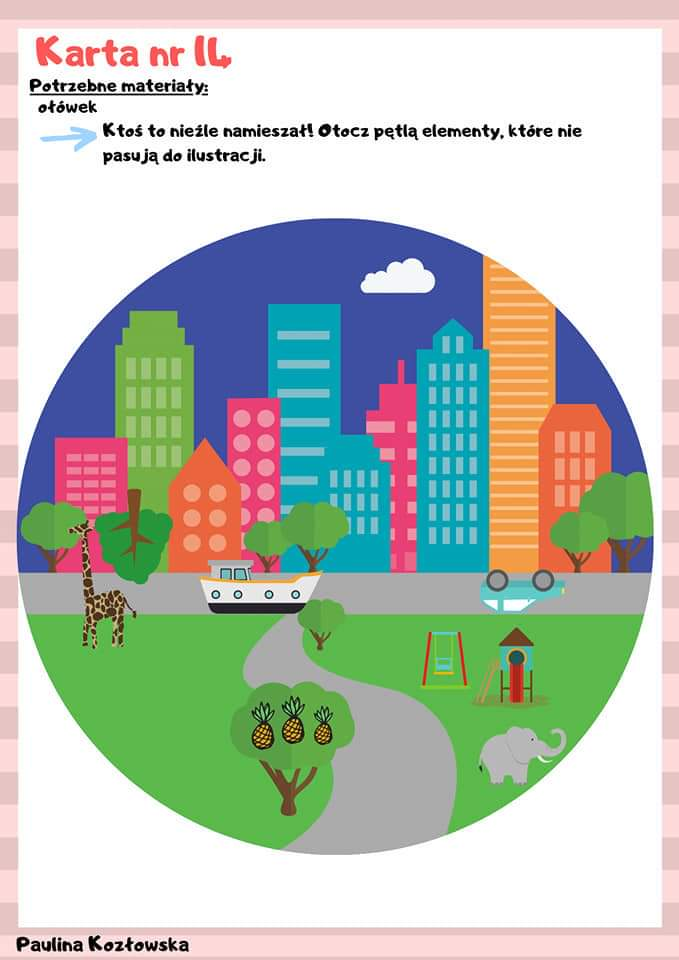 Karta nr 14
Potrzebne materiały:
ołówek
Ktoś to nieźle namieszał! Otocz pętlą elementy, które nie
pasują do ilustracji.
Paulina Kozłowska